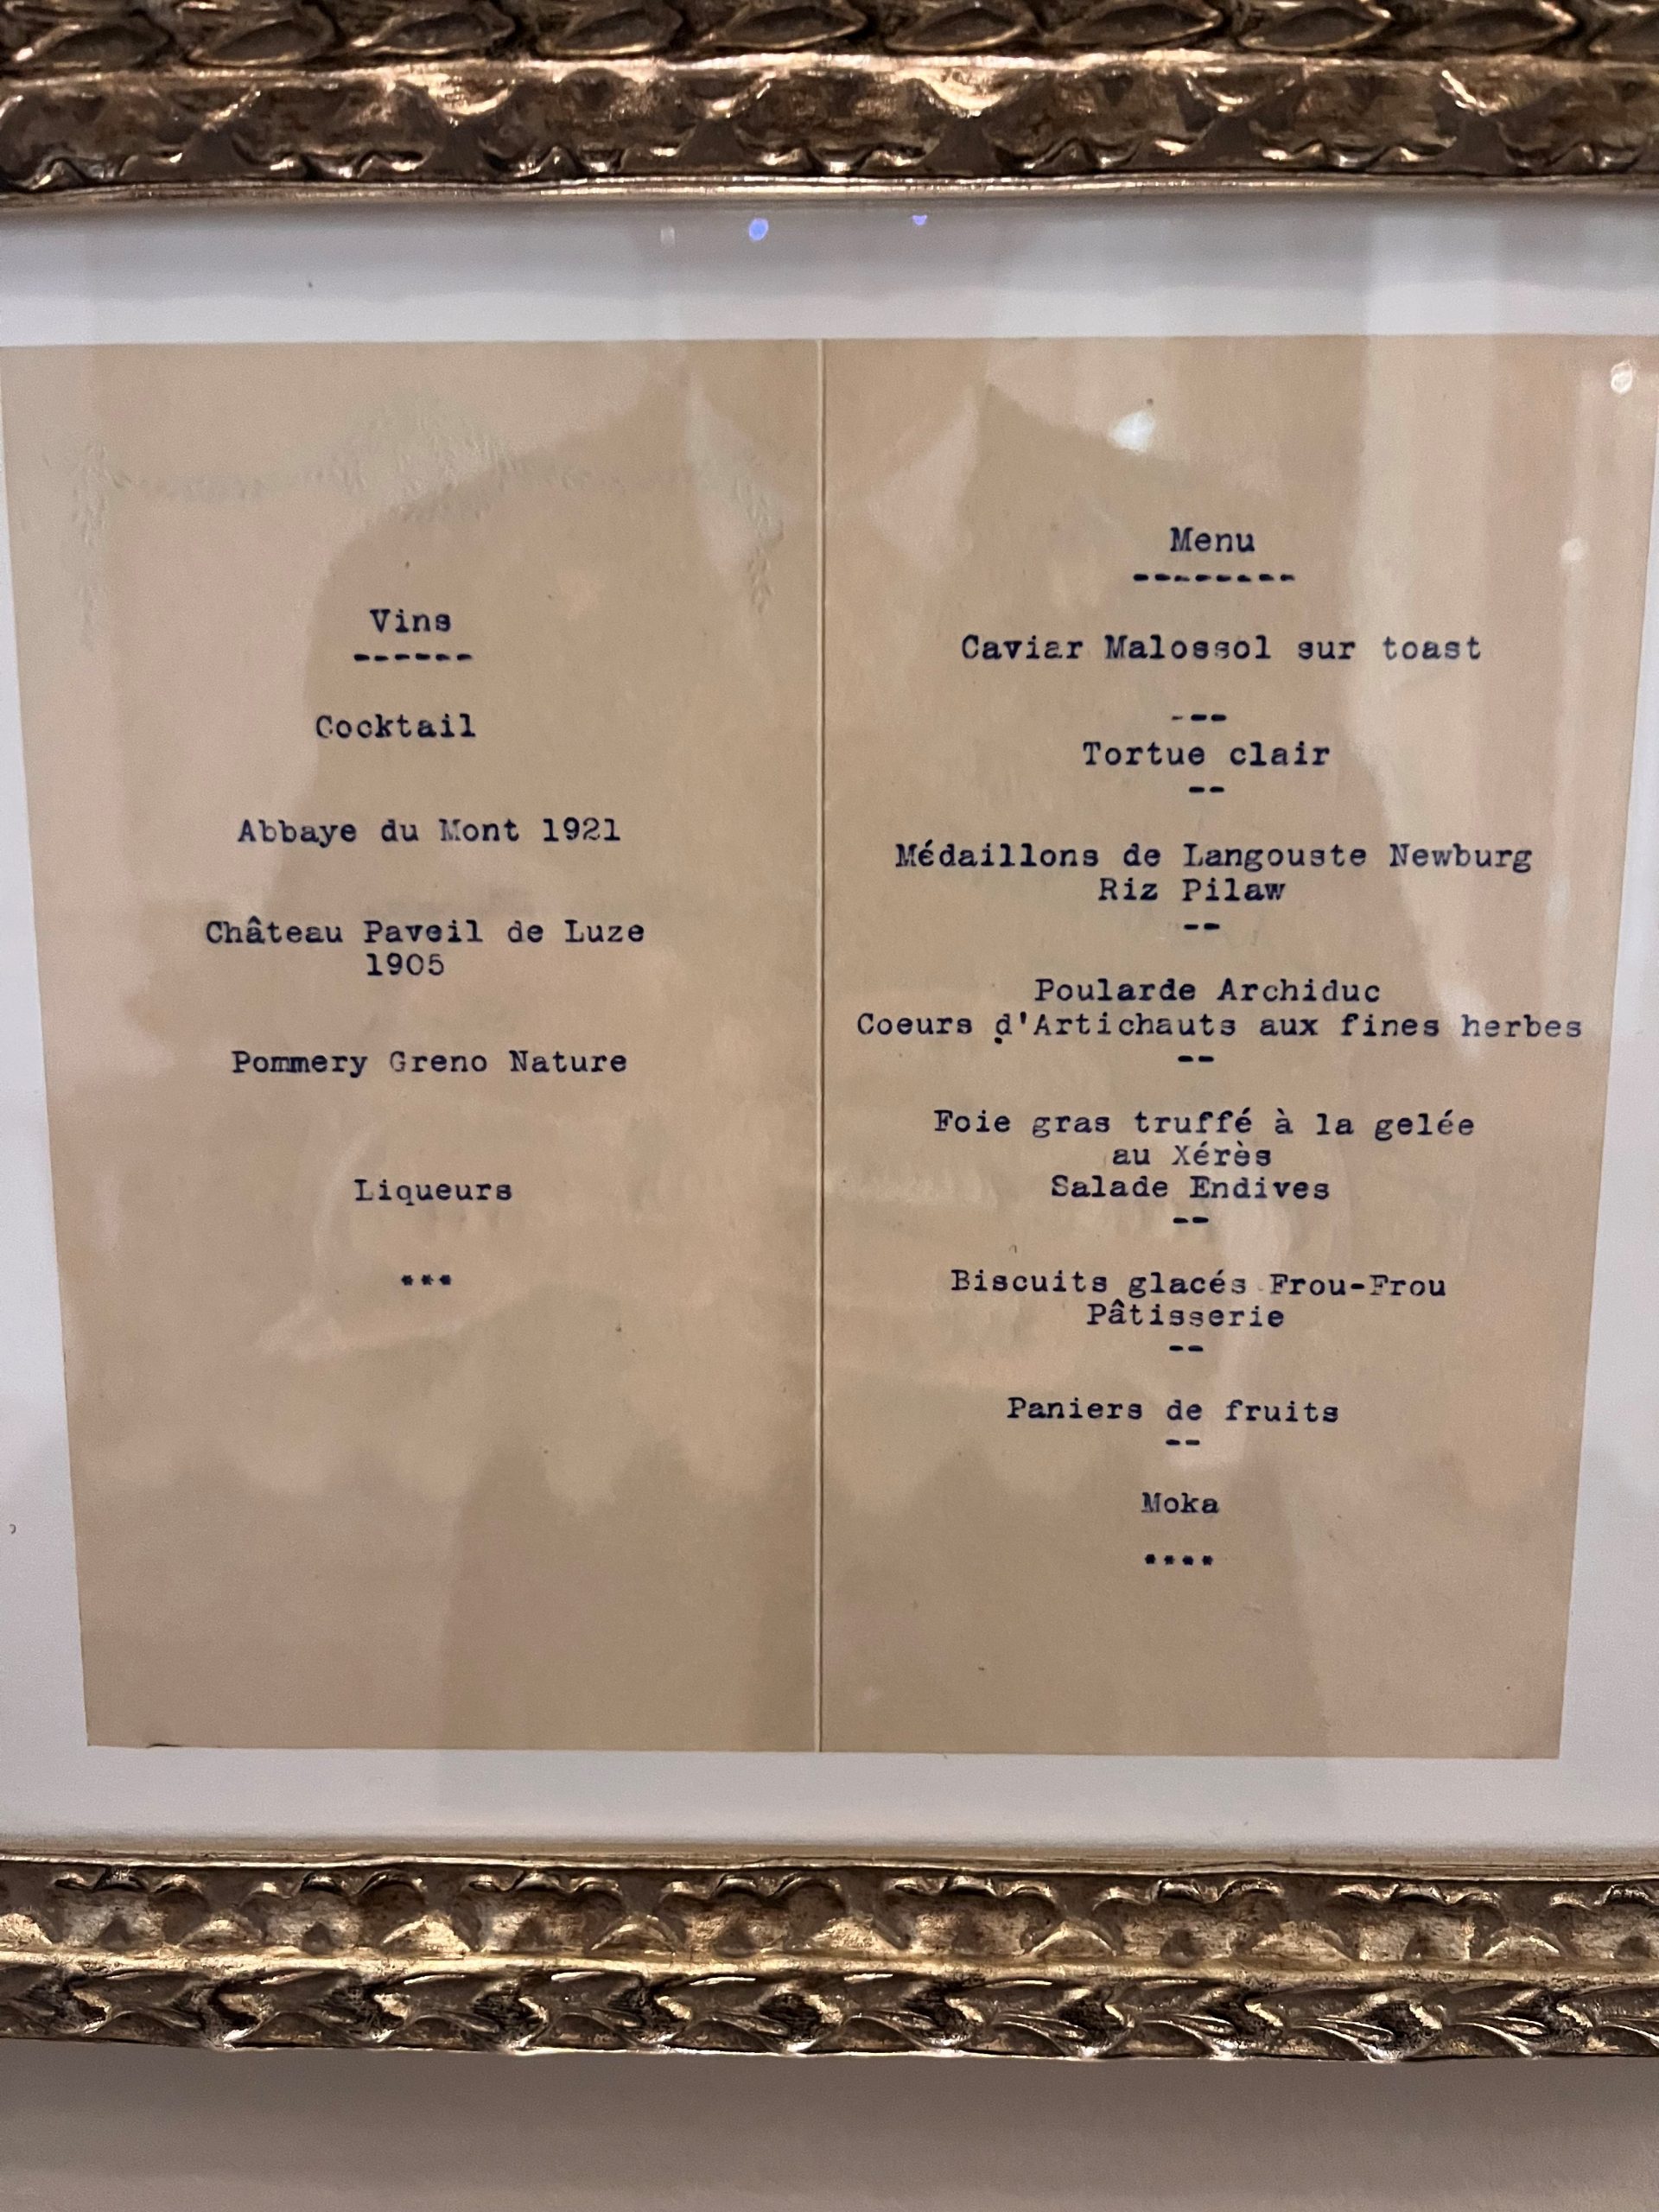 Vins
------
Cocktail
Abbaye du Mont 1921
Château Paveil de Luze
1905
Pommery Greno Nature
Liqueurs
***
Menu
--------
Caviar Malossol sur toast
---
Tortue clair
--
Médaillons de Langouste Newburg
Riz Pilaw
--
Poularde Archiduc
Coeurs d'Artichauts aux fines herbes
--
Foie gras truffé à la gelée
au Xérès
Salade Endives
--
Biscuits glacés Frou-Frou
Pâtisserie
--
Paniers de fruits
--
Moka
****